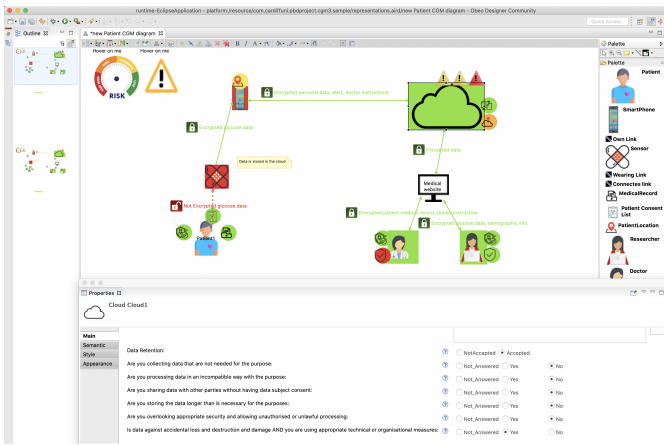 runtime-EclipseApplication - platform/resource/com.cardiffuni.pbdproject.cgm3.sample/representations.aird/new Patient CGM diagram - Obeo Designer Community
Quick Access
Outline
*new Patient CGM diagram
Palette
Hover on me
Hover on me
Palette
Patient
RISK
Encrypted personal data, alert, doctor instructions
SmartPhone
Encrypted glucose data
Own Link
Encrypted data
Sensor
Data is stored in the cloud
Wearing Link
Connectes link
Medical
website
MedicalRecord
Not Encrypted glucose data
Patient Consent
List
Encrypted patient medical record, doctor instructive
Encrypted glucose data, demographic info.
PatientLocation
Patient1
Researcher
Doctor
Properties
Cloud Cloud1
Main
Semantic
Style
Appearance
Data Retention:
NotAccepted
Accepted
Are you collecting data that are not needed for the purpose:
Not_Answered
Yes
No
Are you processing data in an incompatible way with the purpose:
Not_Answered
Yes
No
Are you sharing data with other parties without having data subject consent:
Not_Answered
Yes
No
Are you storing the data longer than is necessary for the purposes:
Not_Answered
Yes
No
Are you overlooking appropriate security and allowing unauthorised or unlawful processing:
Not_Answered
Yes
No
Is data against accidental loss and destruction and damage AND you are using appropriate technical or organisational measures:
Not_Answered
Yes
No